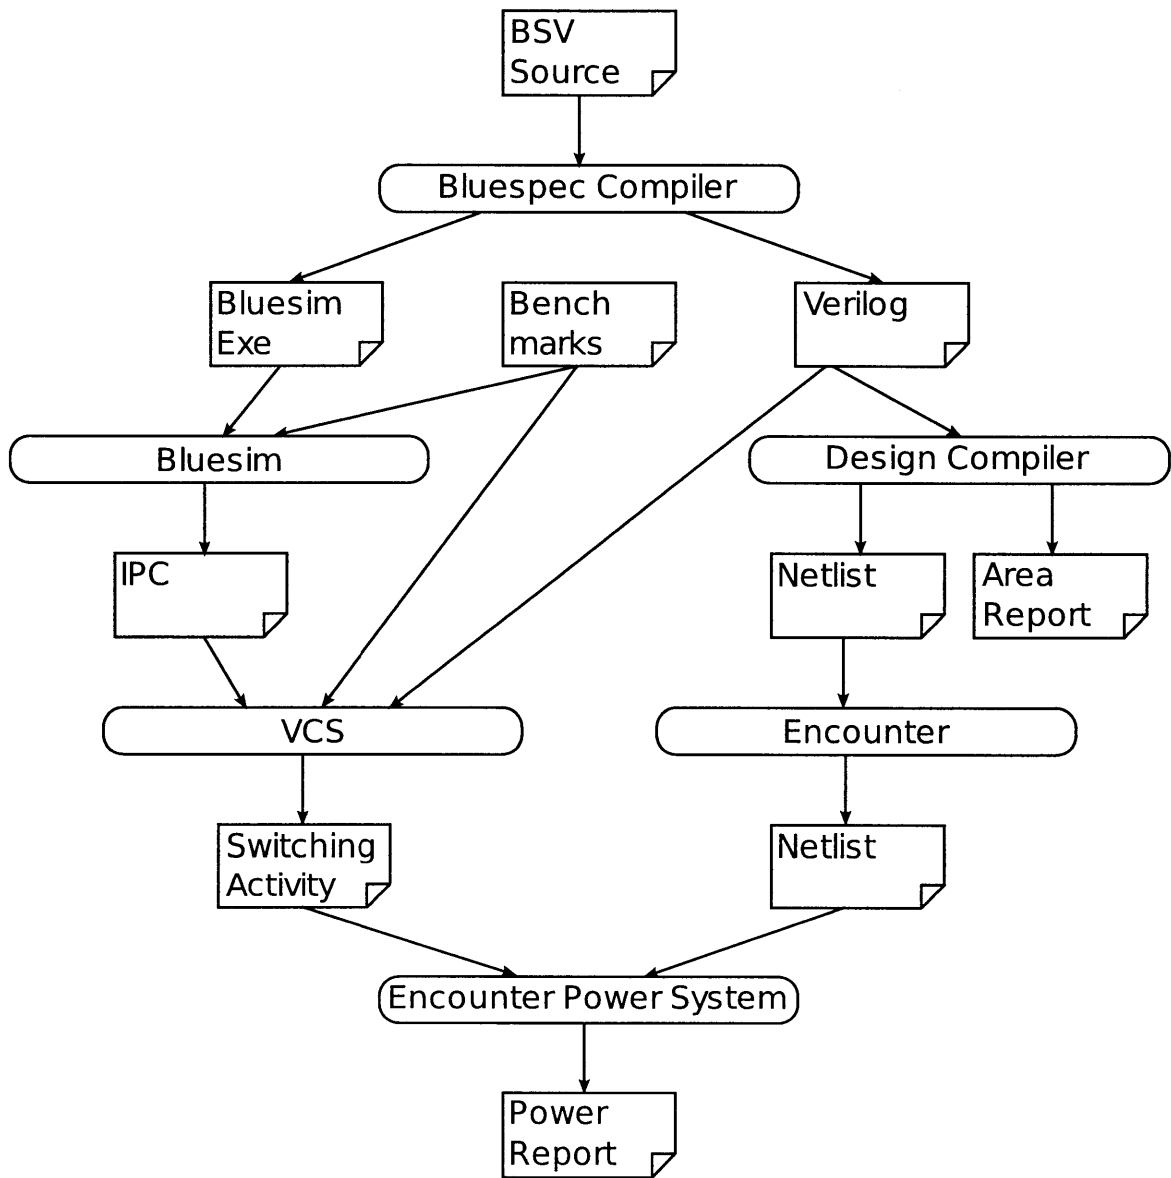 BSV
Source
Bluespec Compiler
Bluesim
Exe
Bench
marks
Verilog
Bluesim
Design Compiler
IPC
Netlist
Area
Report
VCS
Encounter
Switching
Activity
Netlist
Encounter Power System
Power
Report